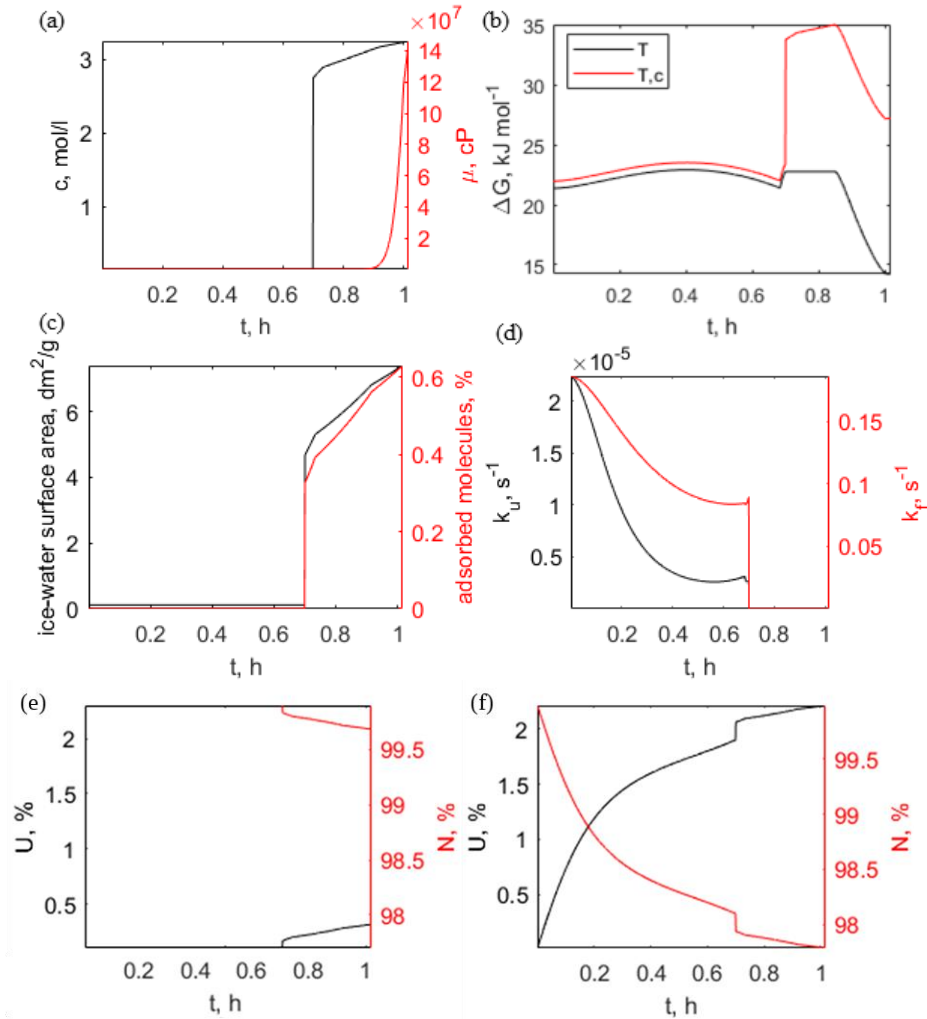 (a)
×10⁷
c, mol/l
3
2
1
14
12
10
8
6
4
2
μ, cP
0.2 0.4 0.6 0.8 1
t, h
(b)
ΔG, kJ mol⁻¹
35
30
25
20
15
T
T,c
0.2 0.4 0.6 0.8 1
t, h
(c)
ice-water surface area, dm²/g
6
4
2
0
0.6
0.4
0.2
0
adsorbed molecules, %
0.2 0.4 0.6 0.8 1
t, h
(d)
×10⁻⁵
kᵤ, s⁻¹
2
1.5
1
0.5
0.15
0.1
0.05
k_f, s⁻¹
0.2 0.4 0.6 0.8 1
t, h
(e)
U, %
2
1.5
1
0.5
99.5
99
98.5
98
N, %
0.2 0.4 0.6 0.8 1
t, h
(f)
U, %
2
1.5
1
0.5
99.5
99
98.5
98
N, %
0.2 0.4 0.6 0.8 1
t, h